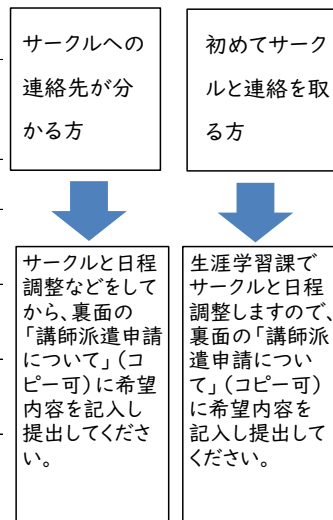 サークルへの
連絡先が分
かる方
初めてサーク
ルと連絡を取
る方
サークルと日程
調整などをして
から、裏面の
「講師派遣申請
について」(コ
ピー可)に希望
内容を記入し
提出してくださ
い。
生涯学習課で
サークルと日程
調整しますので、
裏面の「講師派
遣申請につい
て」(コピー可)
に希望内容を
記入し提出して
ください。